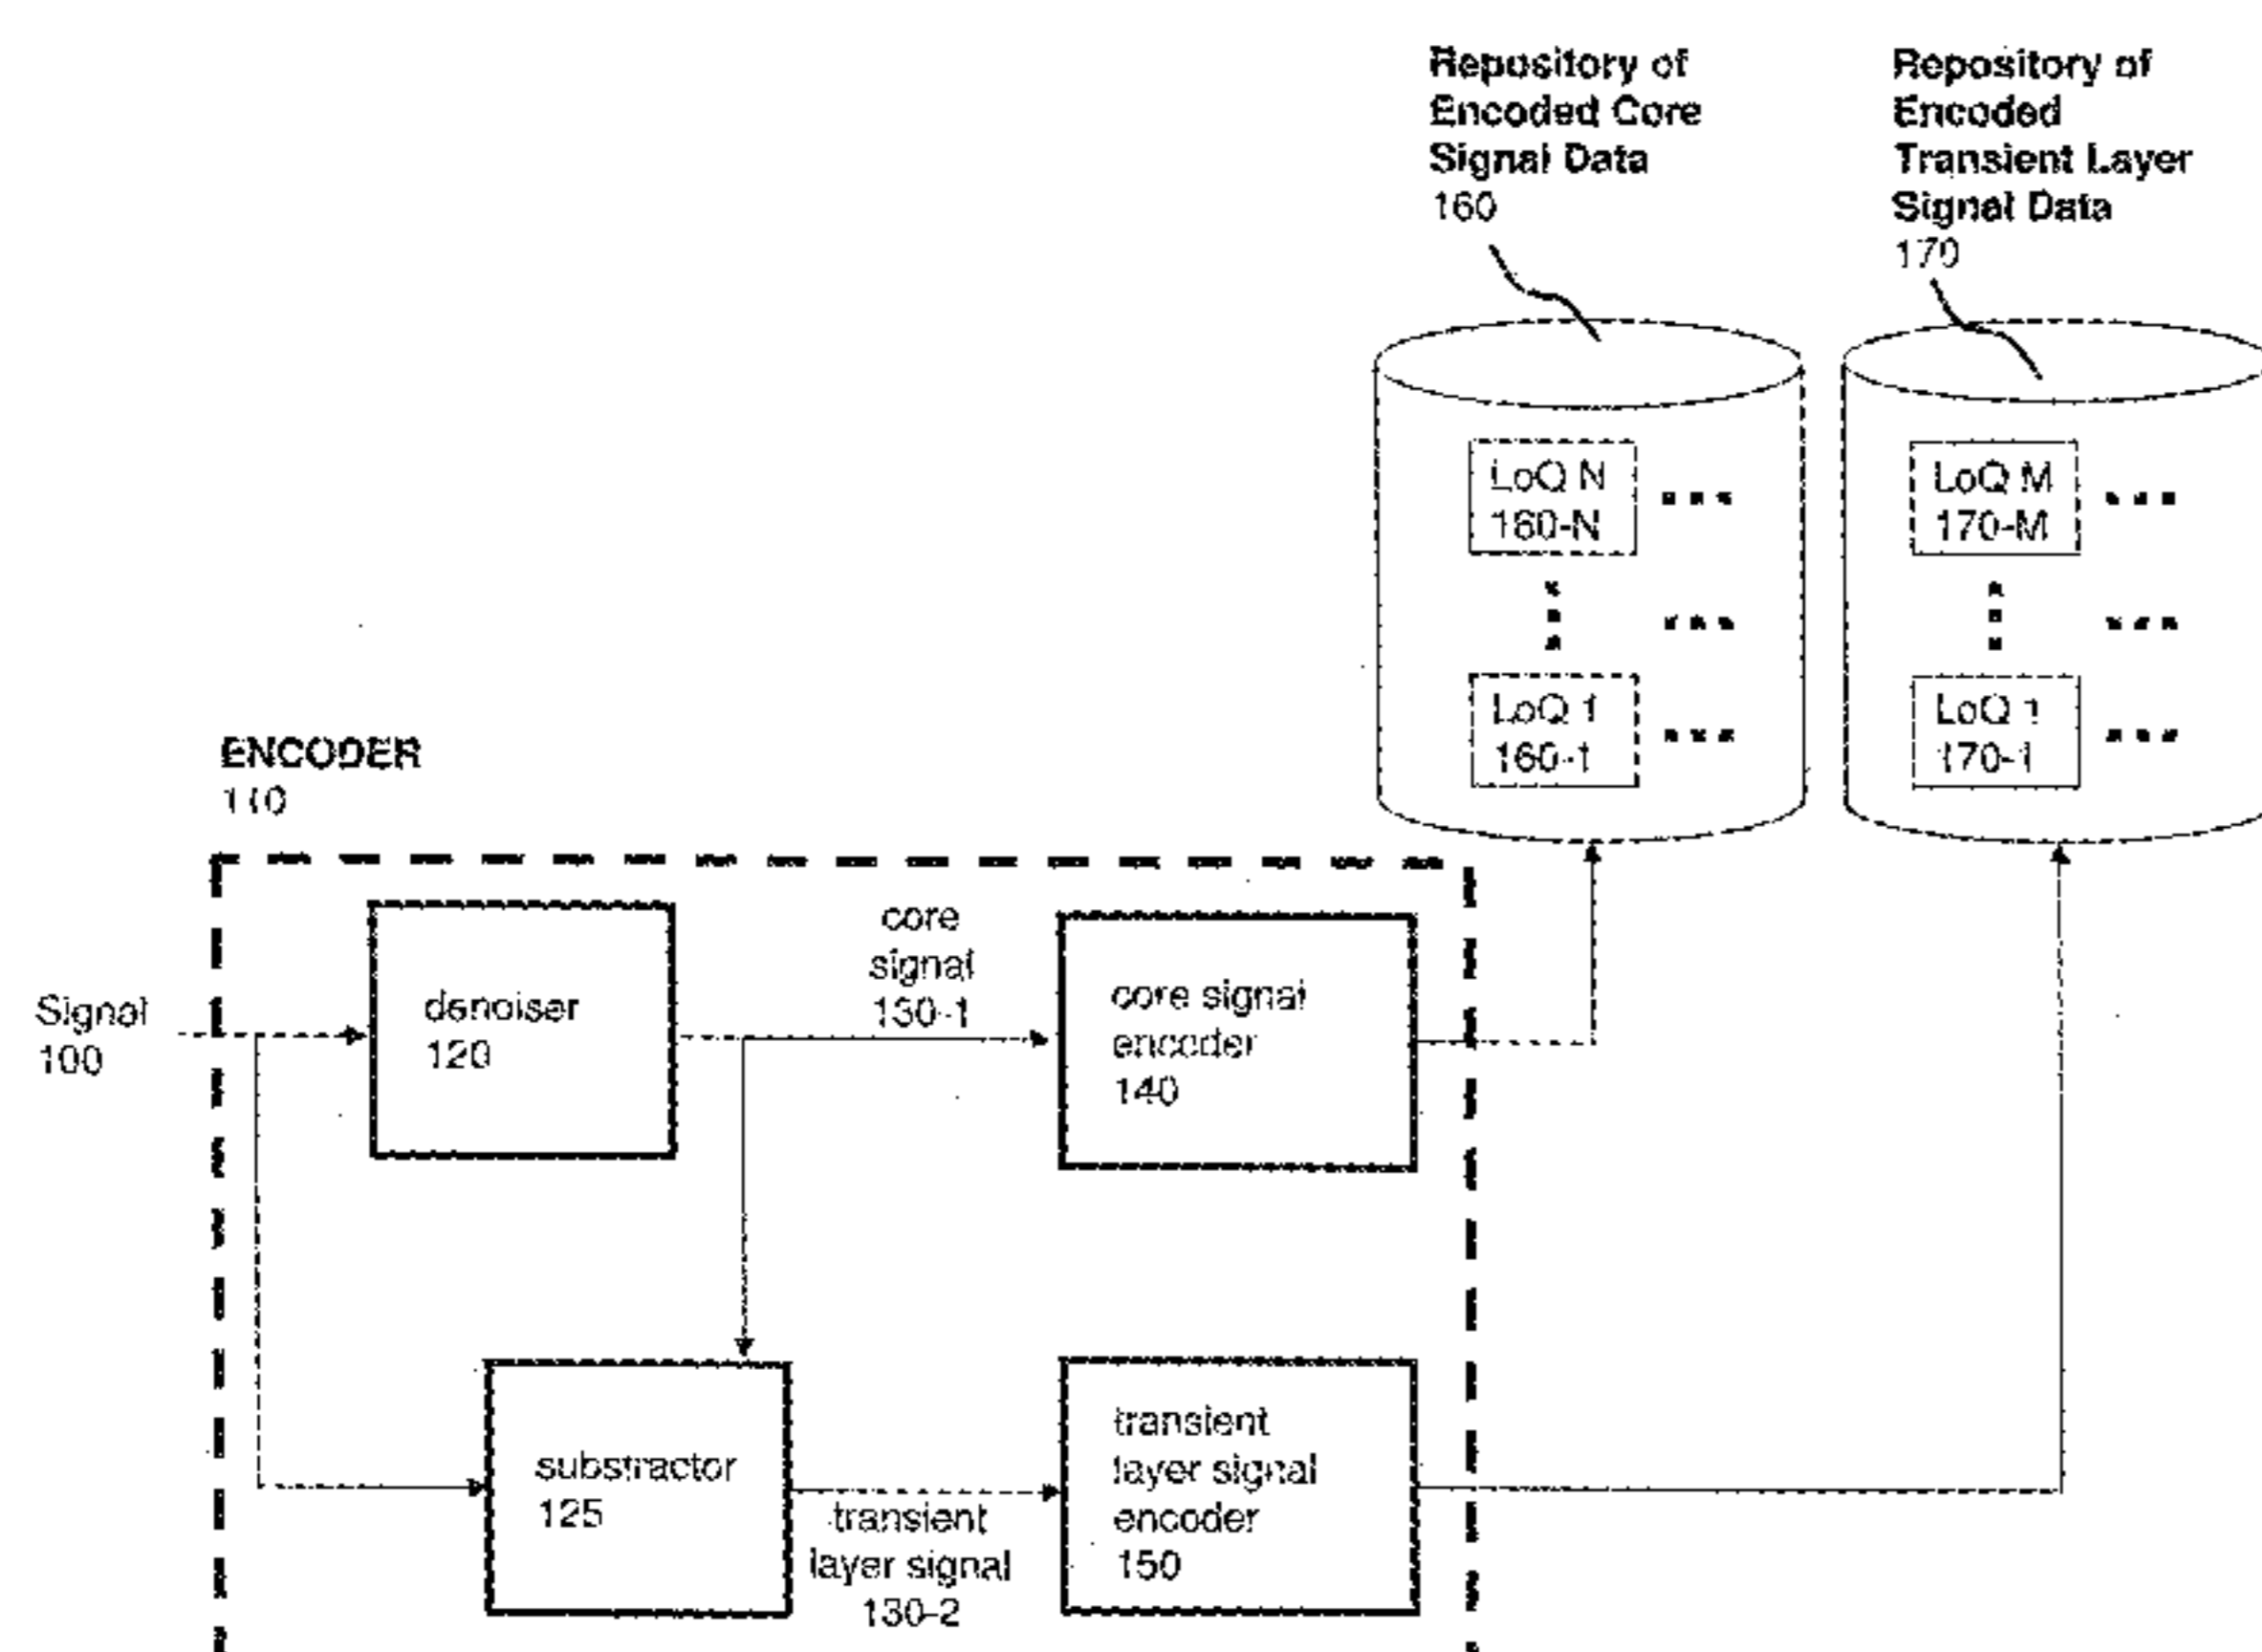 Repository of
Encoded Core
Signal Data
160
Repository of
Encoded
Transient Layer
Signal Data
170
LoQ N
160-N
LoQ M
170-M
LoQ 1
160-1
LoQ 1
170-1
ENCODER
110
Signal
100
denoiser
120
core
signal
130-1
core signal
encoder
140
substractor
125
transient
layer signal
130-2
transient
layer signal
encoder
150